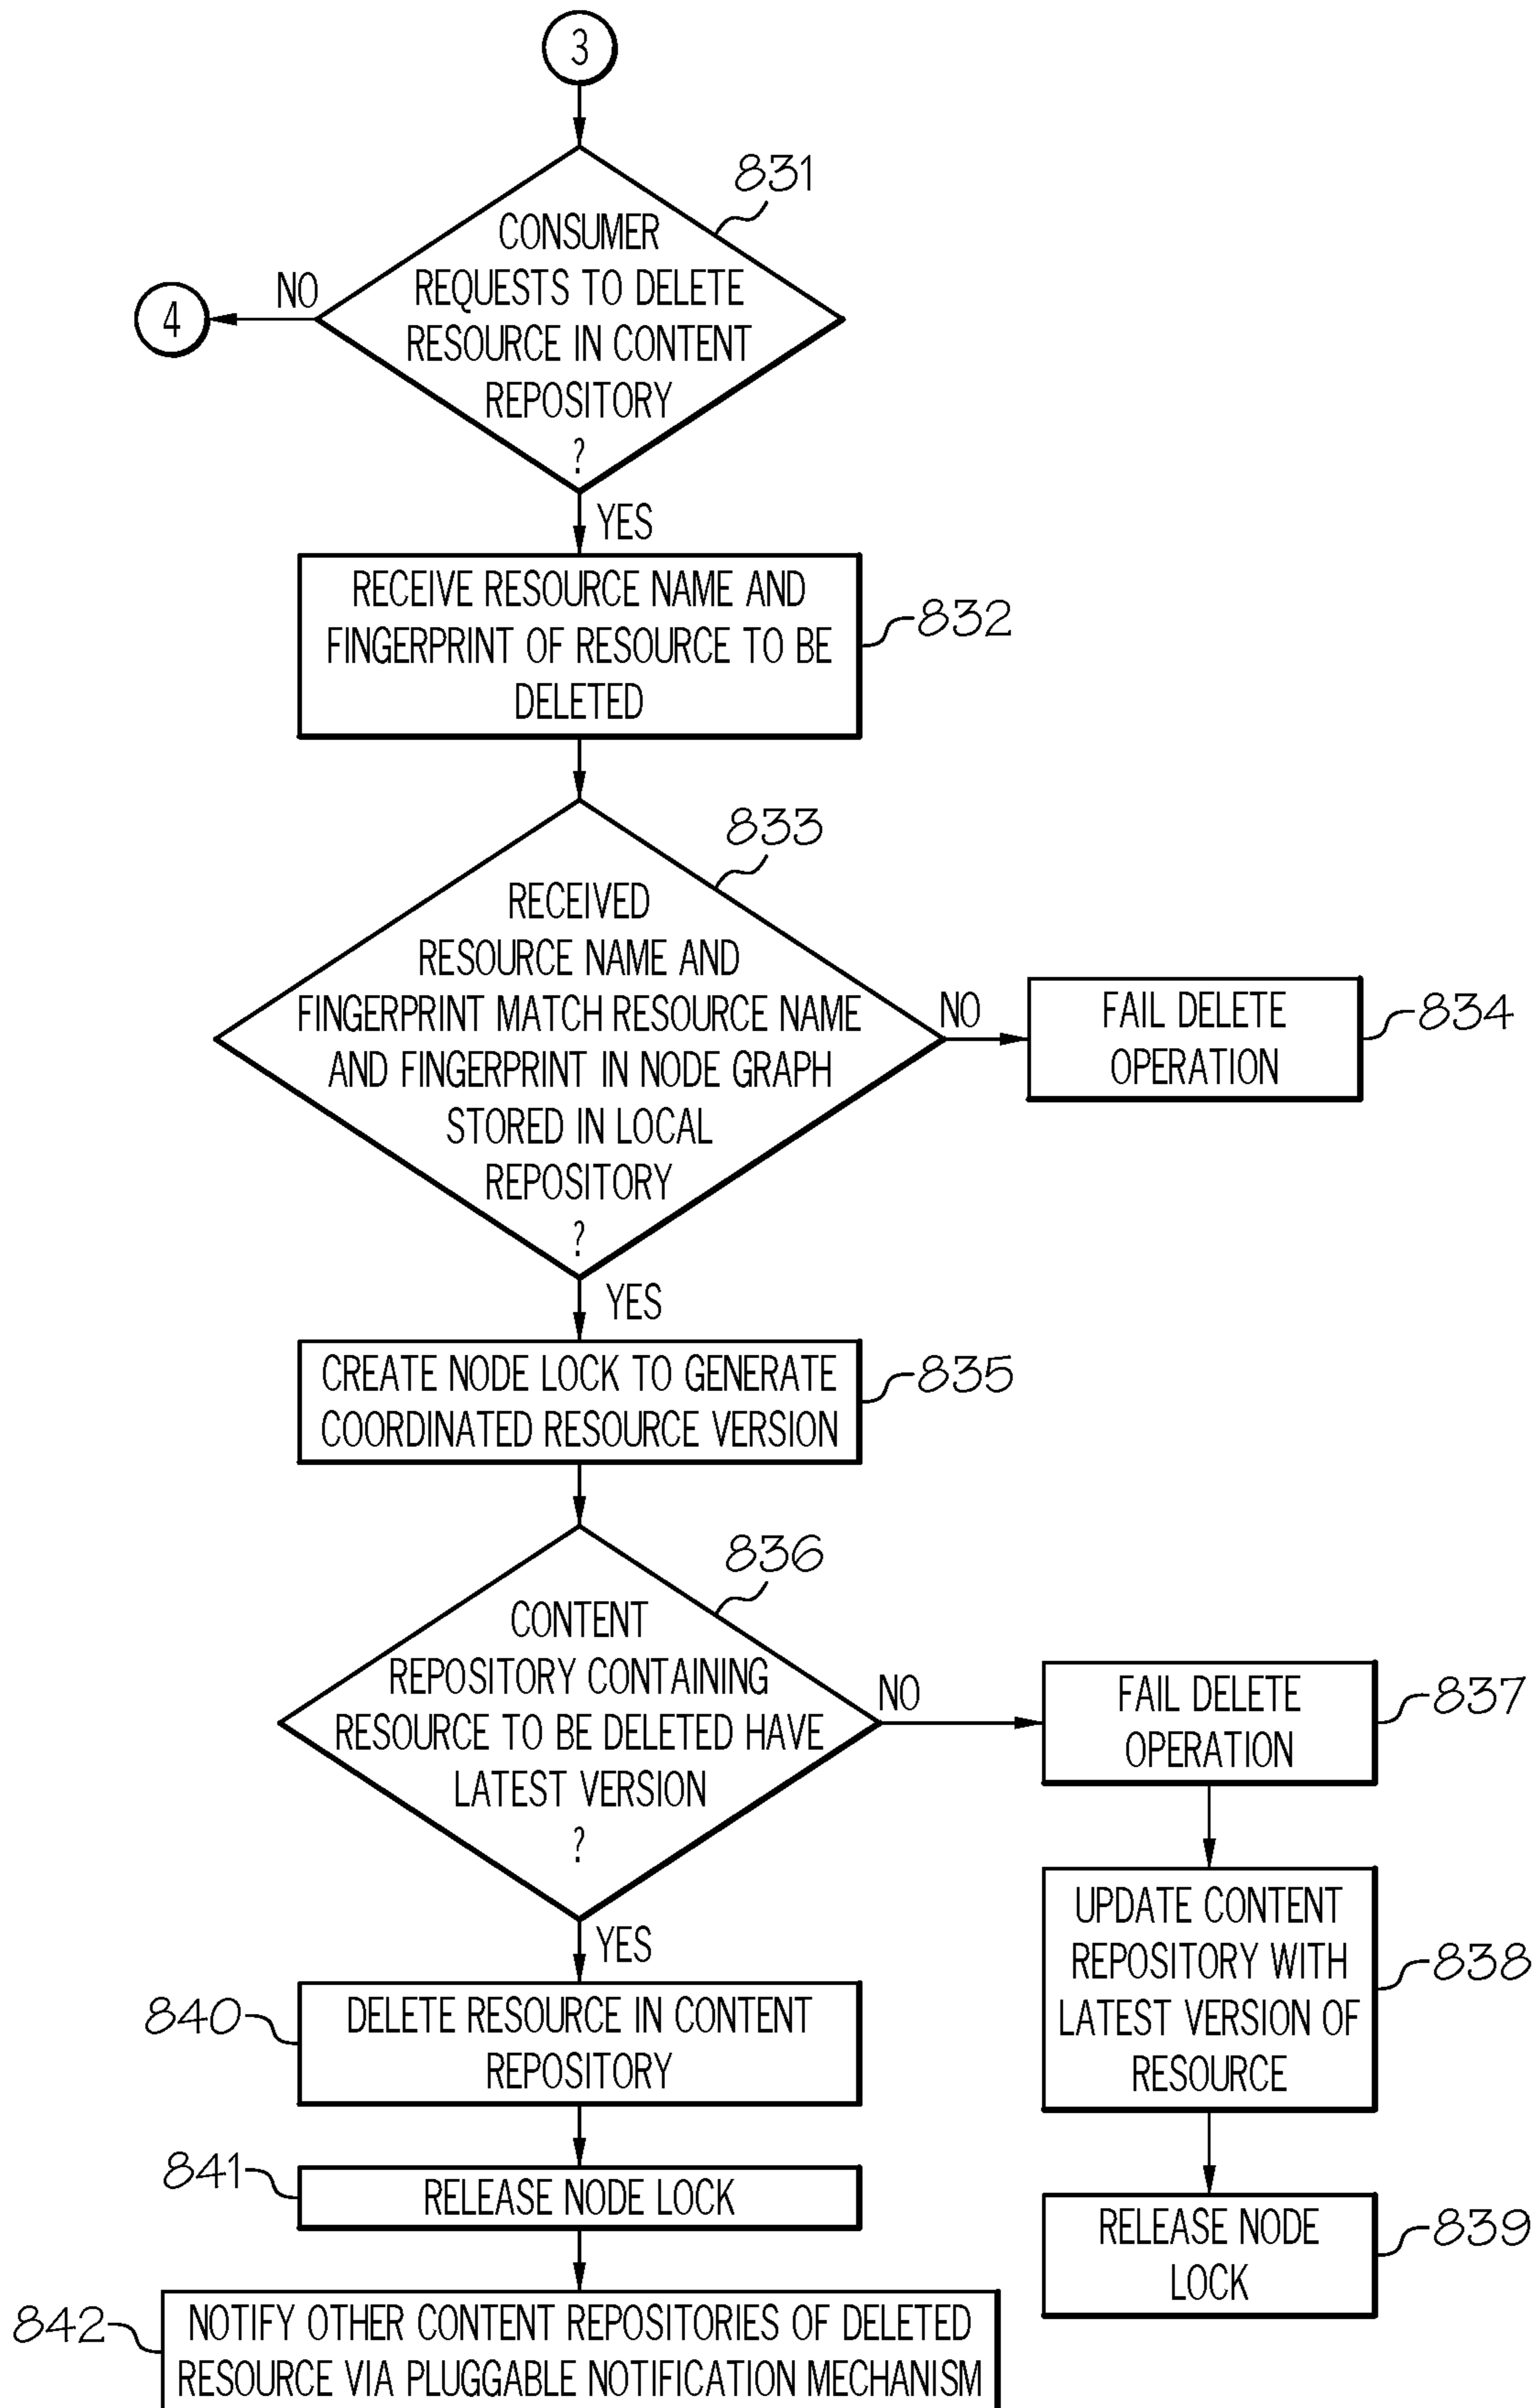 3
831
CONSUMER
REQUESTS TO DELETE
RESOURCE IN CONTENT
REPOSITORY
?
NO
4
YES
RECEIVE RESOURCE NAME AND
FINGERPRINT OF RESOURCE TO BE
DELETED
832
833
RECEIVED
RESOURCE NAME AND
FINGERPRINT MATCH RESOURCE NAME
AND FINGERPRINT IN NODE GRAPH
STORED IN LOCAL
REPOSITORY
?
NO
FAIL DELETE
OPERATION
834
YES
CREATE NODE LOCK TO GENERATE
COORDINATED RESOURCE VERSION
835
836
CONTENT
REPOSITORY CONTAINING
RESOURCE TO BE DELETED HAVE
LATEST VERSION
?
NO
FAIL DELETE
OPERATION
837
UPDATE CONTENT
REPOSITORY WITH
LATEST VERSION OF
RESOURCE
838
RELEASE NODE
LOCK
839
YES
840
DELETE RESOURCE IN CONTENT
REPOSITORY
841
RELEASE NODE LOCK
842
NOTIFY OTHER CONTENT REPOSITORIES OF DELETED
RESOURCE VIA PLUGGABLE NOTIFICATION MECHANISM